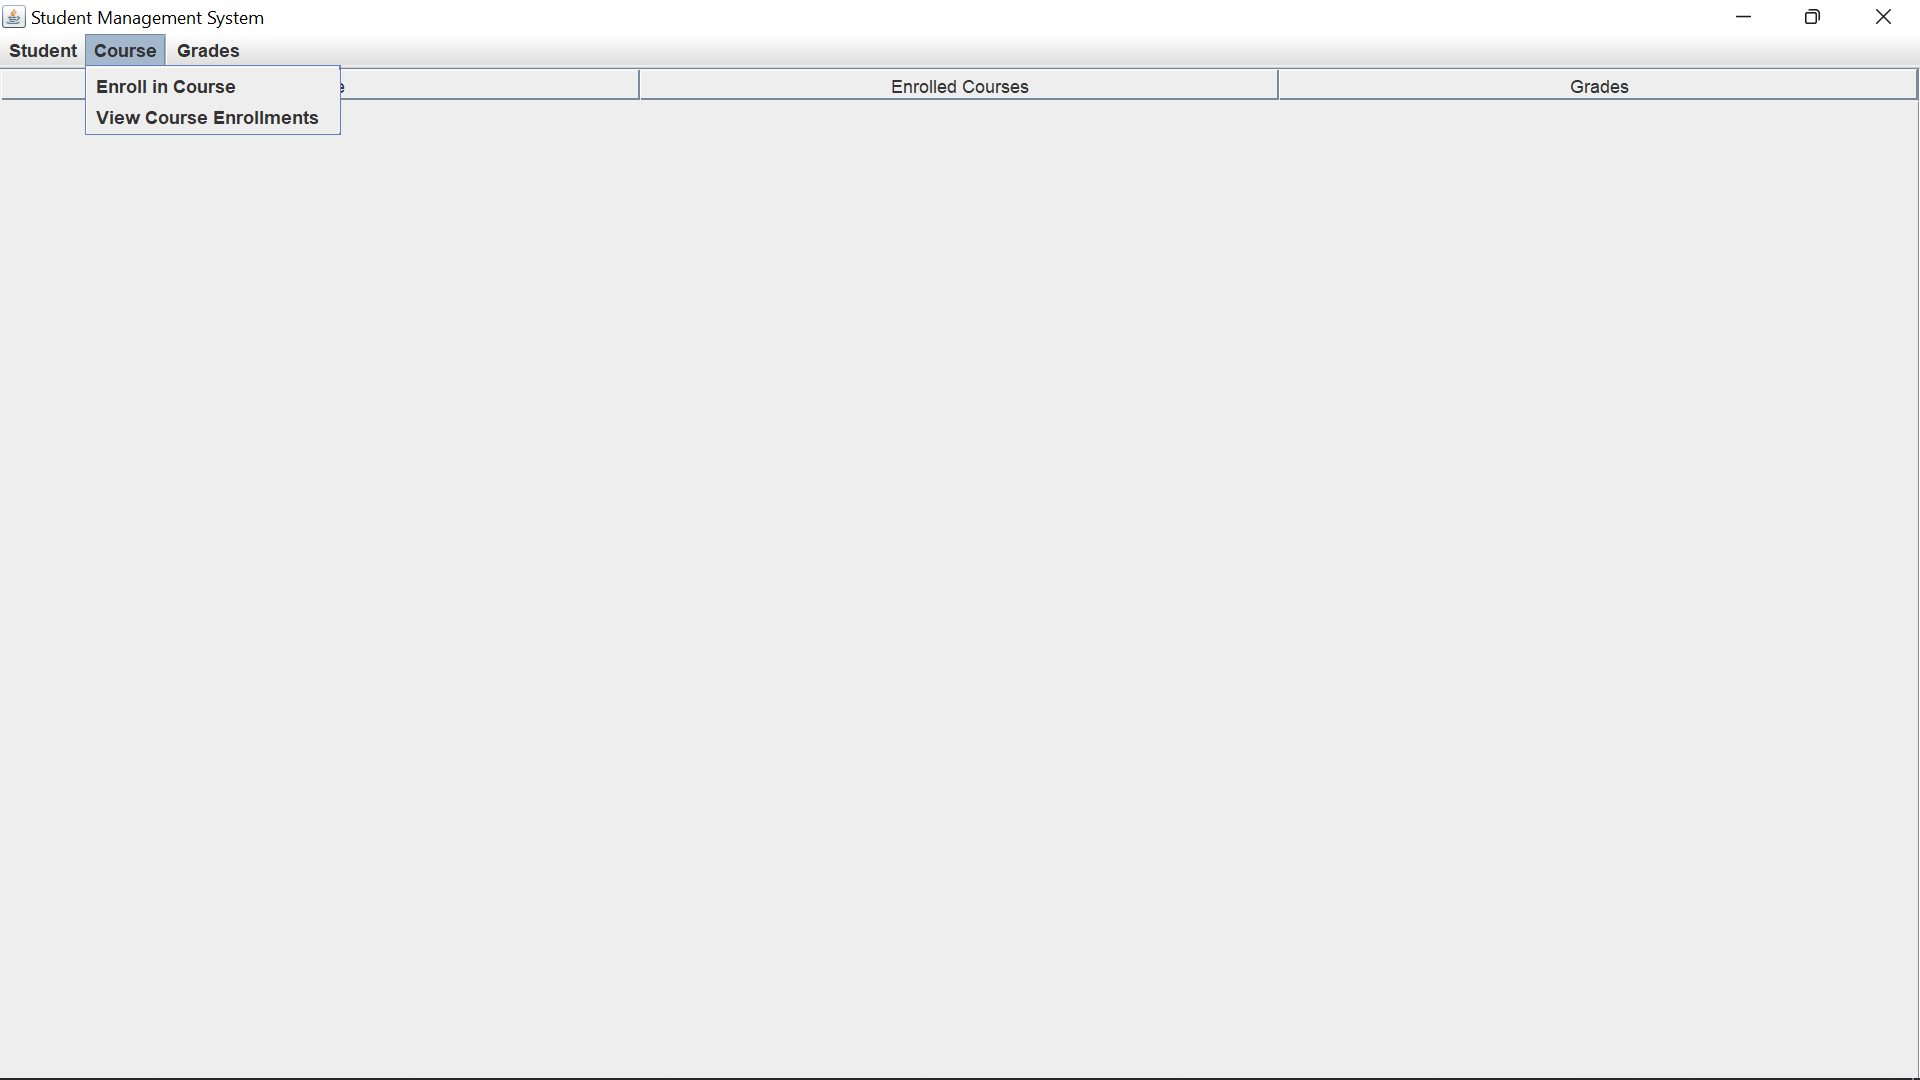 Student Management System
Student Course Grades
Enroll in Course
View Course Enrollments
Enrolled Courses
Grades